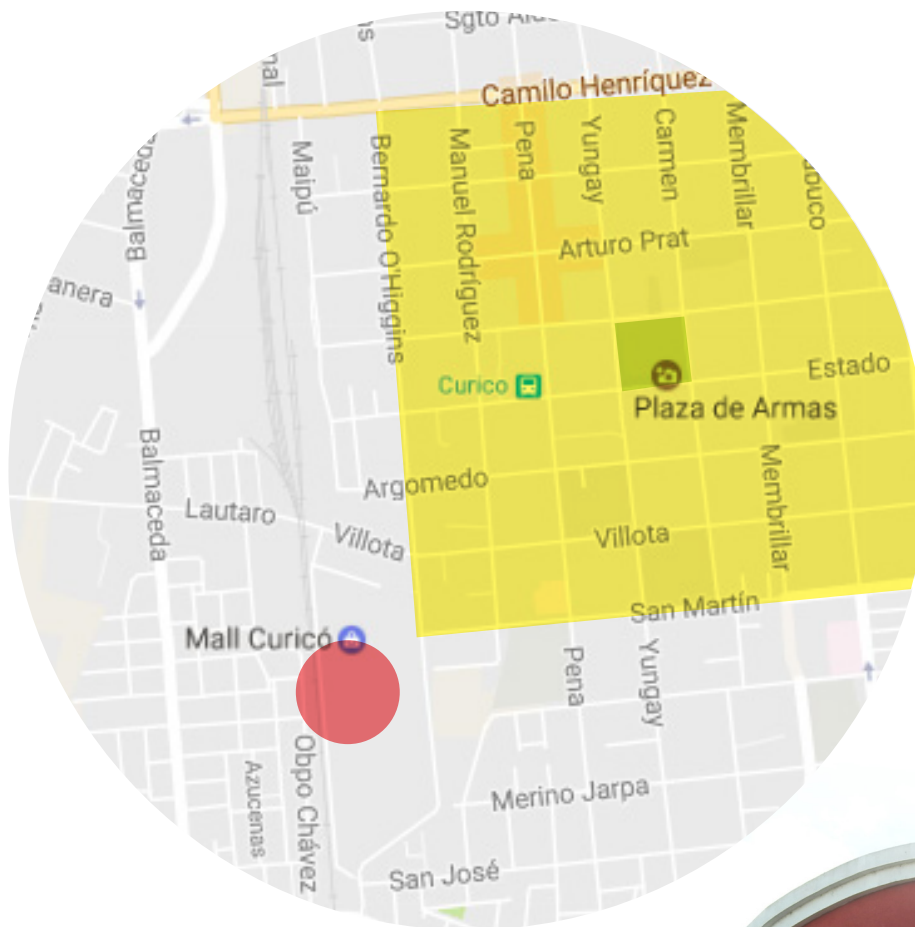 Sgto
Camilo Henríquez
Balmaceda
Maipú
Bernardo O'Higgins
Manuel Rodríguez
Pena
Yungay
Carmen
Membrillar
Arturo Prat
Curico
Estado
Plaza de Armas
Balmaceda
Argomedo
Lautaro
Villota
Villota
Membrillar
San Martín
Mall Curicó
Pena
Yungay
Obpo Chávez
Azucenas
Merino Jarpa
San José